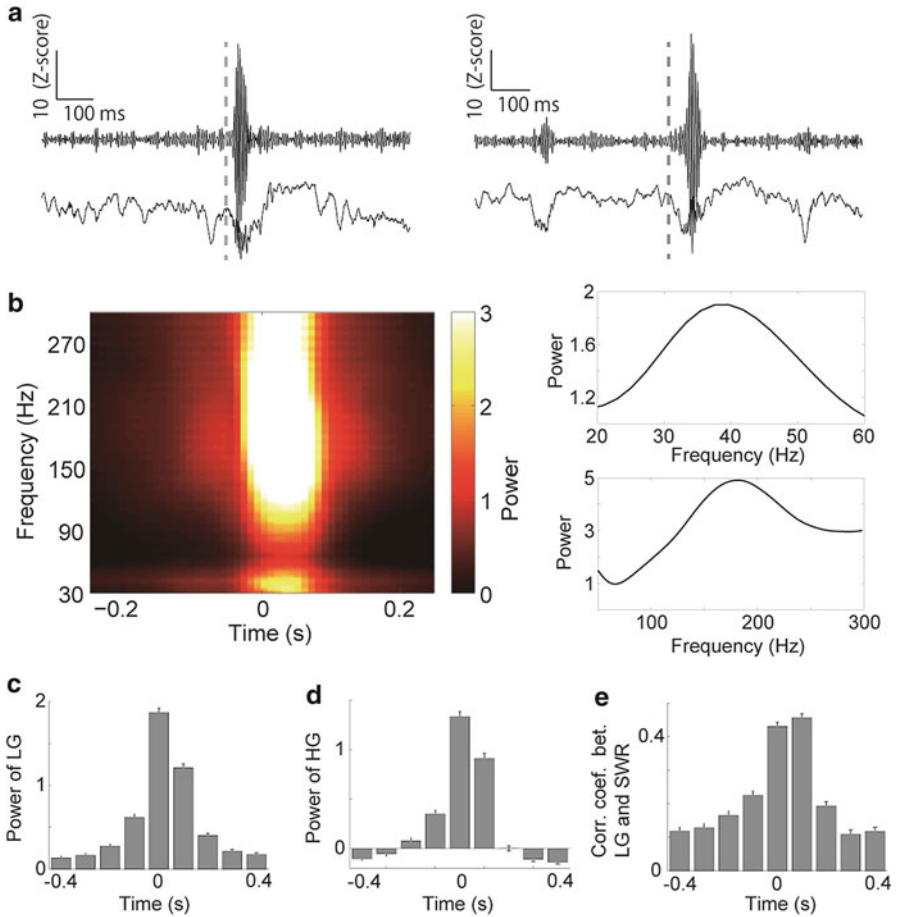 a
10 (Z-score)
100 ms
10 (Z-score)
100 ms
b
Frequency (Hz)
270
210
150
90
30
−0.2 0 0.2
Time (s)
3
2
1
0
Power
Power
2
1.6
1.2
20 30 40 50 60
Frequency (Hz)
Power
5
3
1
100 200 300
Frequency (Hz)
c
Power of LG
2
1
0
-0.4 0 0.4
Time (s)
d
Power of HG
1
0
-0.4 0 0.4
Time (s)
e
Corr. coef. bet.
LG and SWR
0.4
0
-0.4 0 0.4
Time (s)